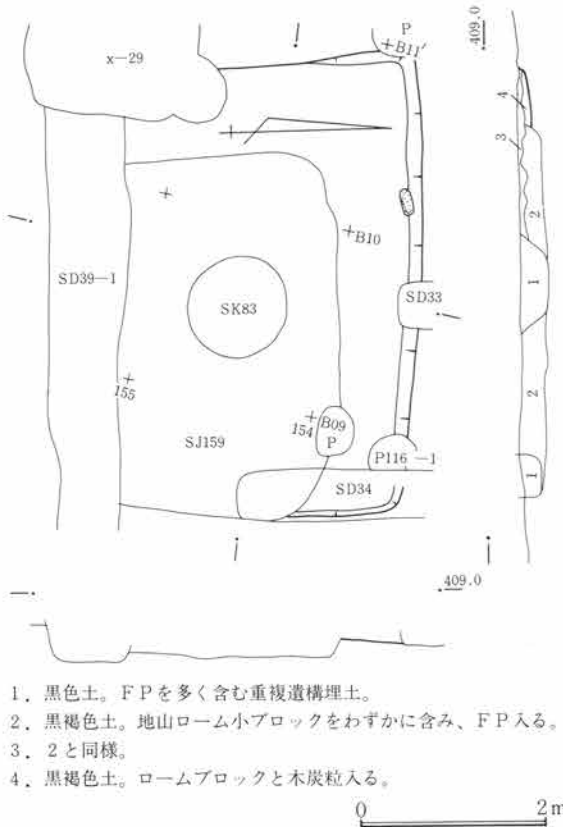 P
+B11'
409.0
x—29
4
3
2
+B10
SD39—1
SK83
SD33
1
155
2
154
B09
P
SJ159
P116—1
SD34
1
409.0
1．黒色土。ＦＰを多く含む重複遺構埋土。
2．黒褐色土。地山ローム小ブロックをわずかに含み、ＦＰ入る。
3．2と同様。
4．黒褐色土。ロームブロックと木炭粒入る。
0 2m